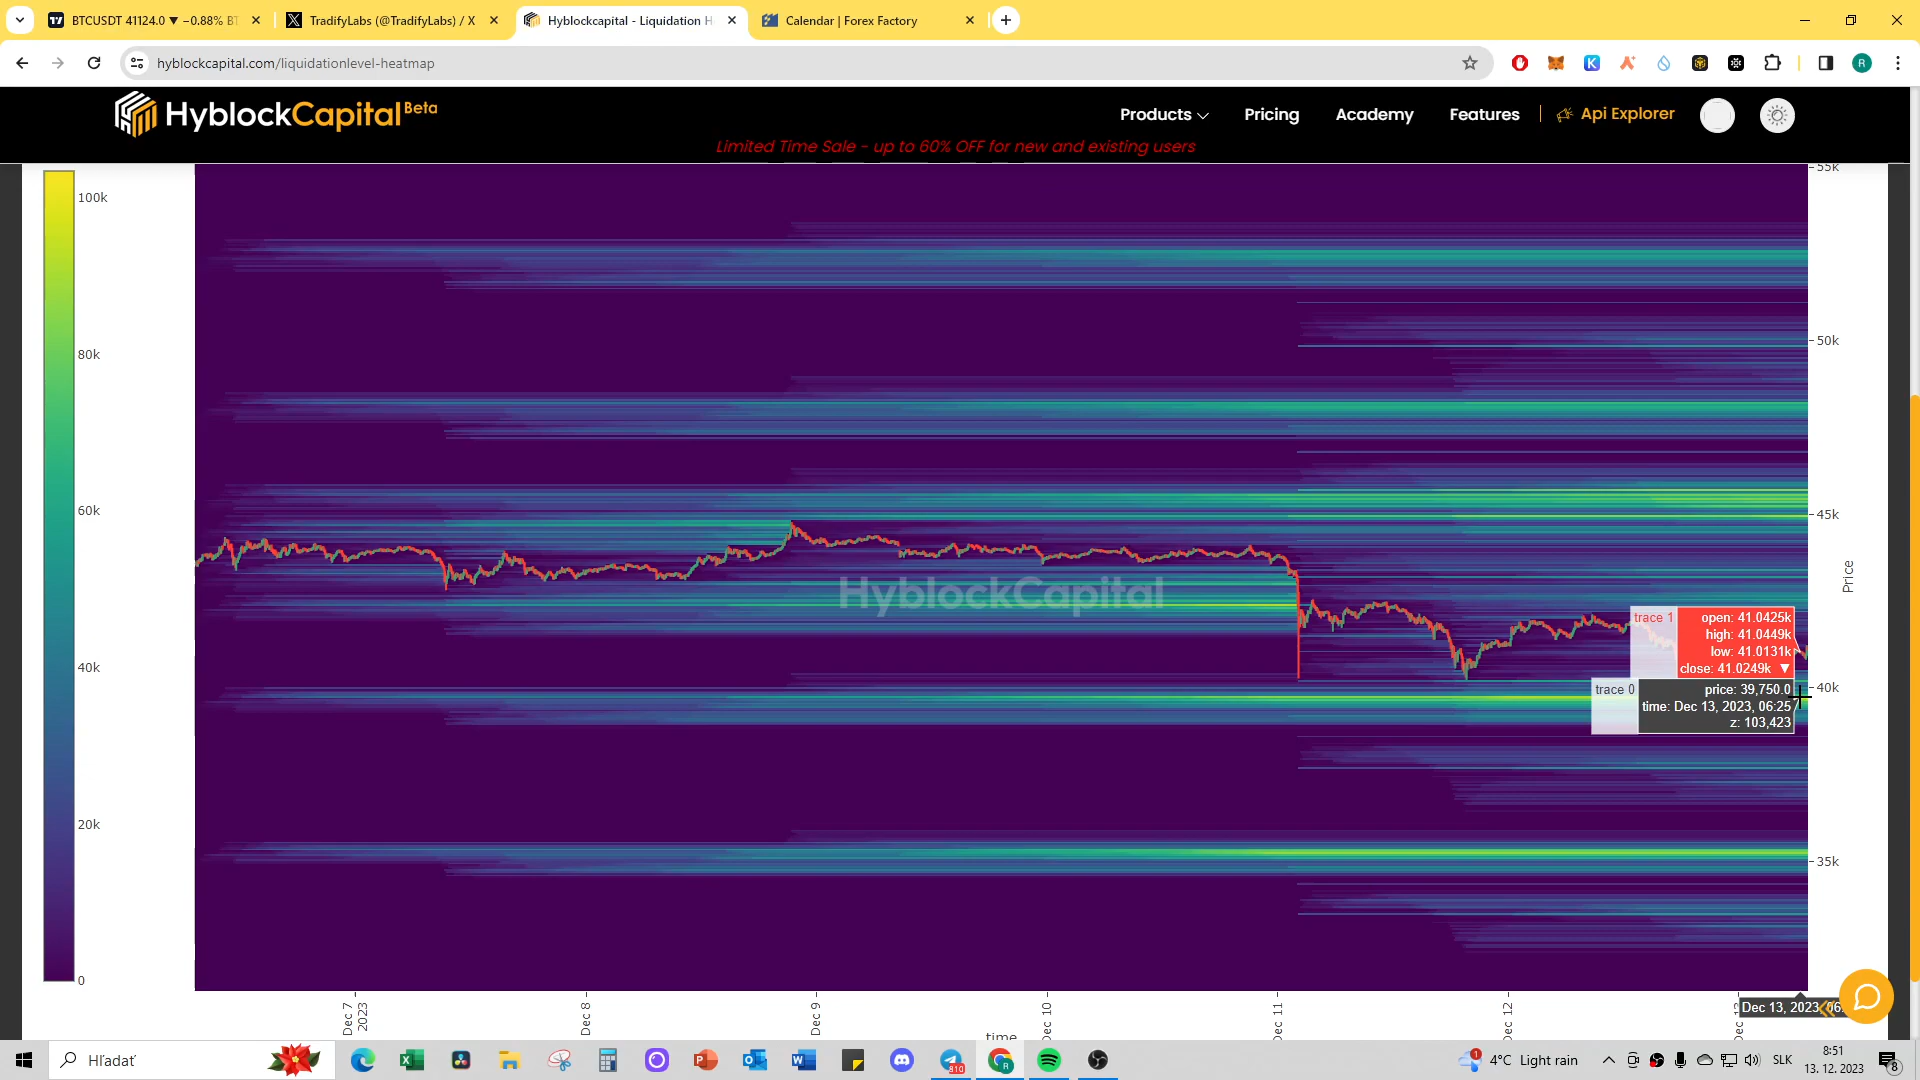 BTCUSDT 41124.0 ▼ −0.88% BT
TradifyLabs (@TradifyLabs) / X
Hyblockcapital - Liquidation H
Calendar | Forex Factory
hyblockcapital.com/liquidationlevel-heatmap
HyblockCapital Beta
Products
Pricing
Academy
Features
Api Explorer
Limited Time Sale - up to 60% OFF for new and existing users
100k
80k
60k
40k
20k
0
55k
50k
45k
40k
35k
Price
HyblockCapital
trace 1
open: 41.0425k
high: 41.0449k
low: 41.0131k
close: 41.0249k ▼
trace 0
price: 39,750.0
time: Dec 13, 2023, 06:25
z: 103,423
Dec 7
2023
Dec 8
Dec 9
Dec 10
Dec 11
Dec 12
Dec 13, 2023, 06:
time
Hľadať
810
4°C Light rain
SLK
8:51
13. 12. 2023
8